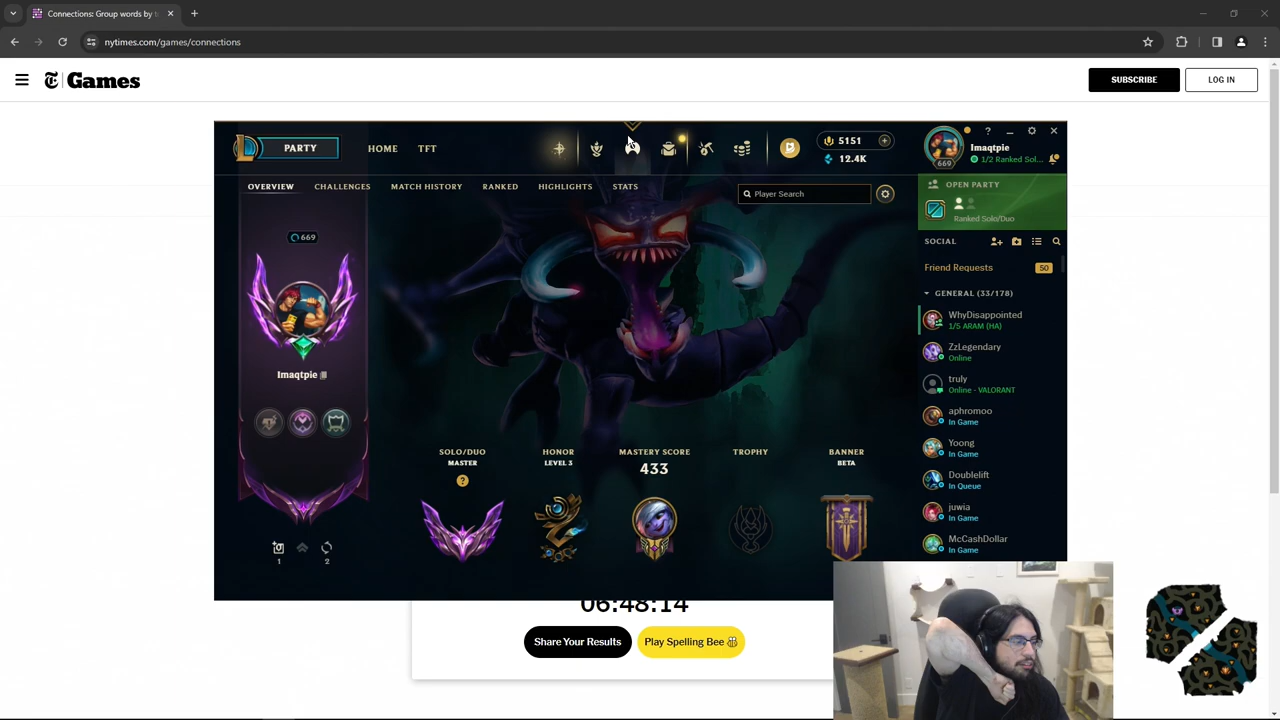 Connections: Group words by t
nytimes.com/games/connections
Games
SUBSCRIBE
LOG IN
PARTY
HOME
TFT
5151
12.4K
669
Imaqtpie
1/2 Ranked Sol...
OVERVIEW
CHALLENGES
MATCH HISTORY
RANKED
HIGHLIGHTS
STATS
Player Search
OPEN PARTY
Ranked Solo/Duo
SOCIAL
Friend Requests
50
GENERAL (33/178)
WhyDisappointed
1/5 ARAM (HA)
ZzLegendary
Online
truly
Online - VALORANT
aphromoo
In Game
Yoong
In Game
Doublelift
In Queue
juwia
In Game
McCashDollar
In Game
669
Imaqtpie
1
2
SOLO/DUO
MASTER
?
HONOR
LEVEL 3
MASTERY SCORE
433
TROPHY
BANNER
BETA
06:48:14
Share Your Results
Play Spelling Bee